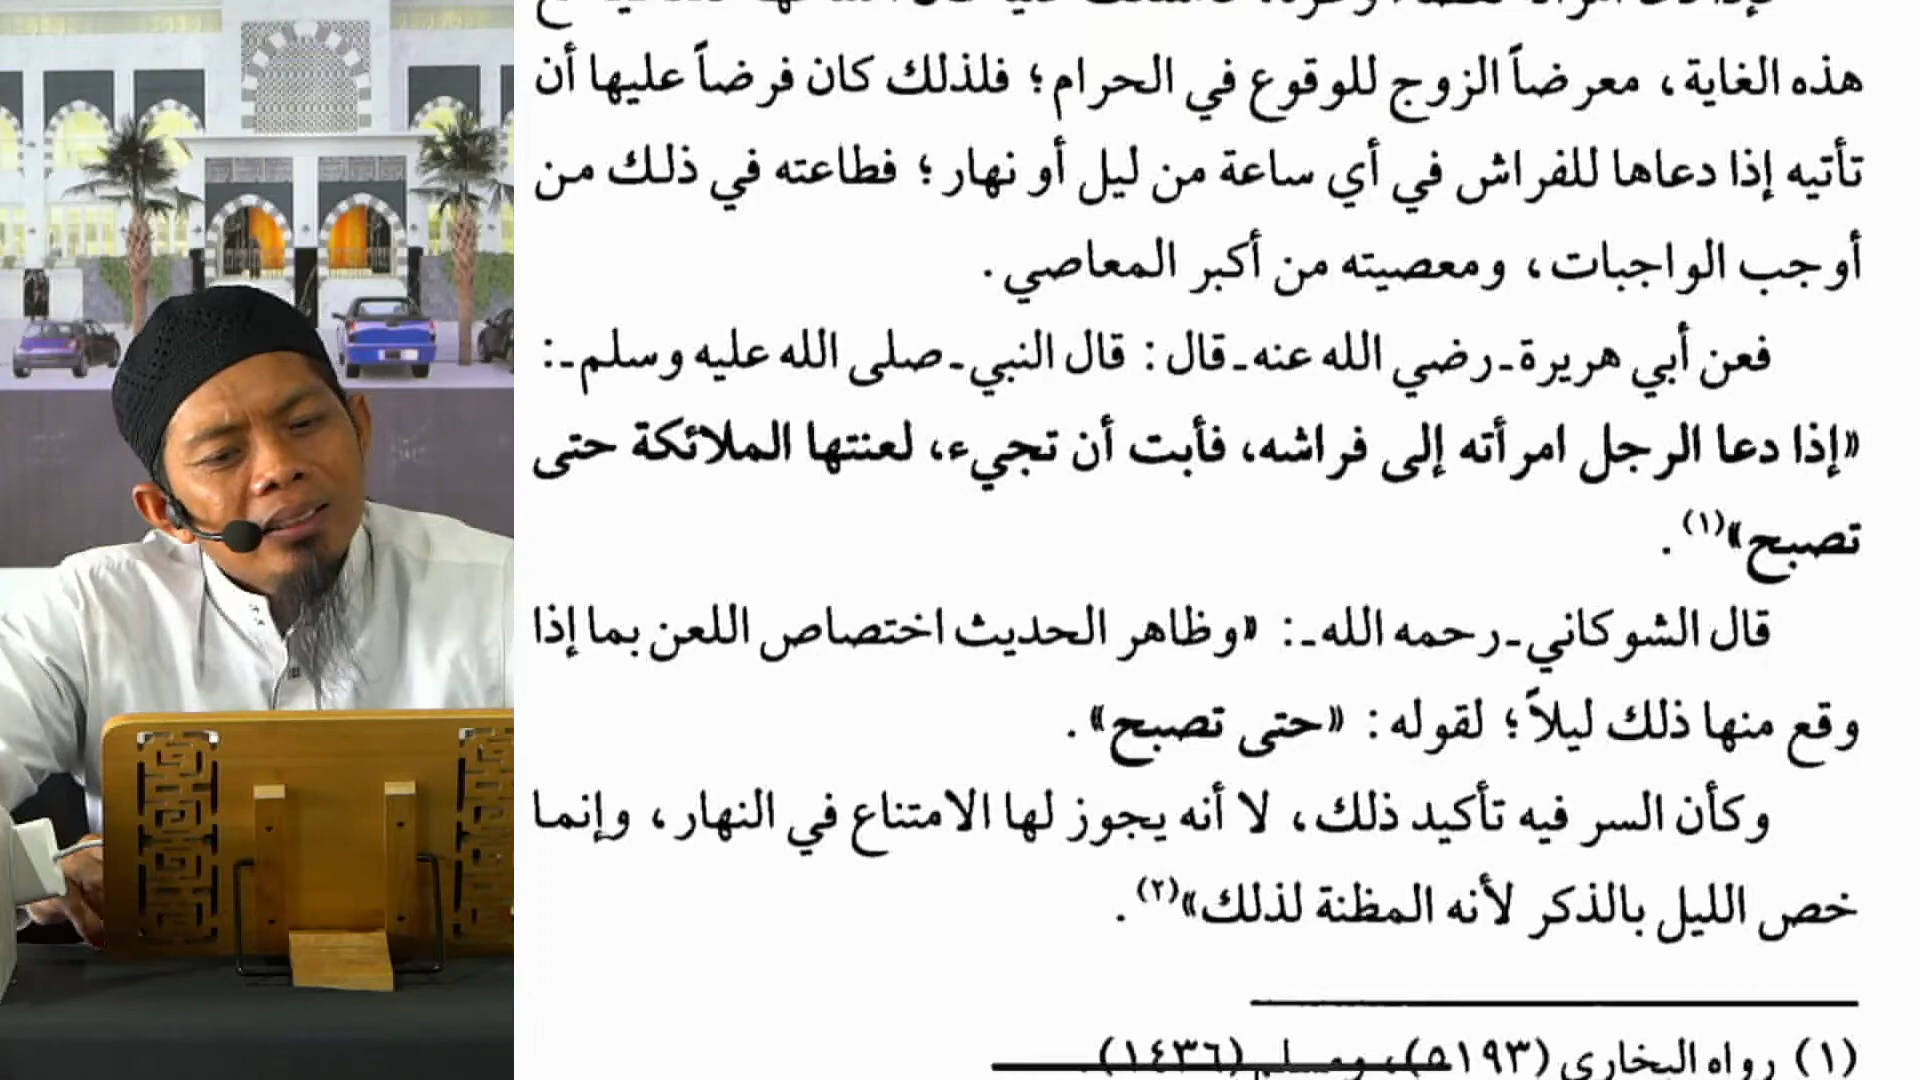 هذه الغاية، معرضاً الزوج للوقوع في الحرام؛ فلذلك كان فرضاً عليها أن
تأتيه إذا دعاها للفراش في أي ساعة من ليل أو نهار؛ فطاعته في ذلك من
أوجب الواجبات، ومعصيته من أكبر المعاصي.
فعن أبي هريرة ـ رضي الله عنه ـ قال: قال النبي ـ صلى الله عليه وسلم ـ:
«إذا دعا الرجل امرأته إلى فراشه، فأبت أن تجيء، لعنتها الملائكة حتى
تصبح»(١).
قال الشوكاني ـ رحمه الله ـ: «وظاهر الحديث اختصاص اللعن بما إذا
وقع منها ذلك ليلاً؛ لقوله: «حتى تصبح».
وكأن السر فيه تأكيد ذلك، لا أنه يجوز لها الامتناع في النهار، وإنما
خص الليل بالذكر لأنه المظنة لذلك»(٢).
(١) رواه البخاري (٥١٩٣)، ومسلم (١٤٣٦).